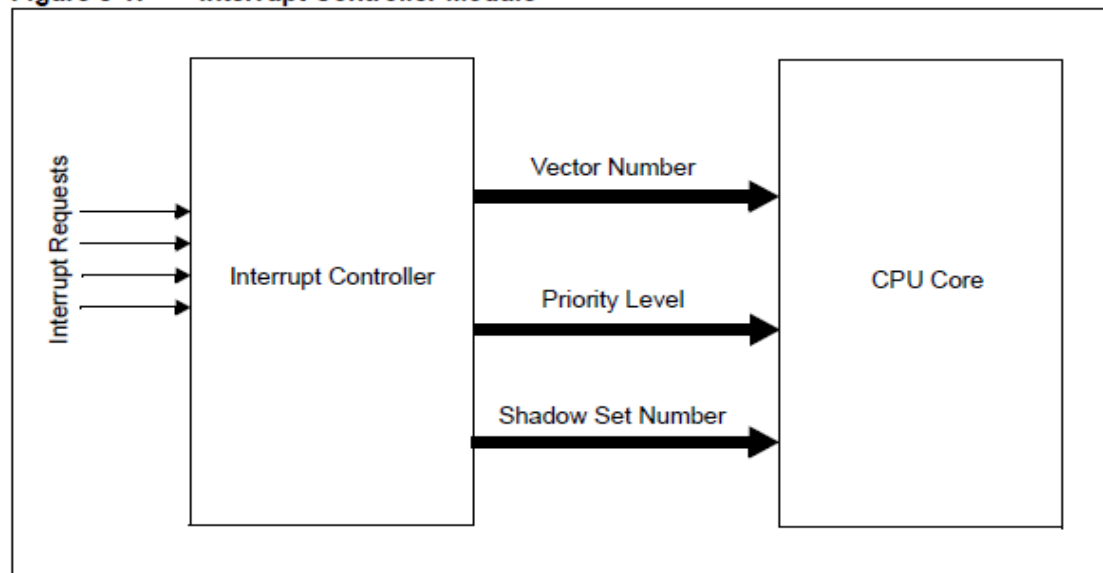 Interrupt Controller Module
Interrupt Requests
Interrupt Controller
Vector Number
Priority Level
Shadow Set Number
CPU Core